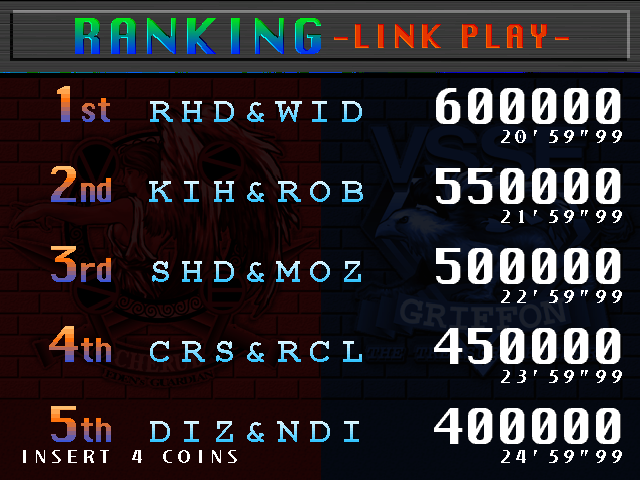 RANKING -LINK PLAY-
1st RHD&WID 600000
20'59"99
2nd KIH&ROB 550000
21'59"99
3rd SHD&MOZ 500000
22'59"99
VSSE
GRIFFON
4th CRS&RCL 450000
23'59"99
5th DIZ&NDI 400000
INSERT 4 COINS 24'59"99